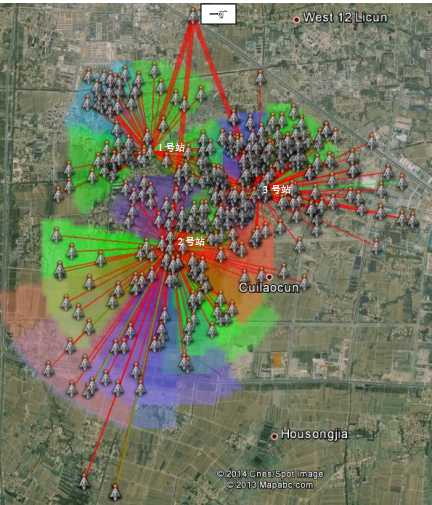 West 12 Licun
1 号站
3 号站
2 号站
Cuilaocun
Housongjia
© 2014 Cnes/Spot Image
© 2013 Mapabc.com